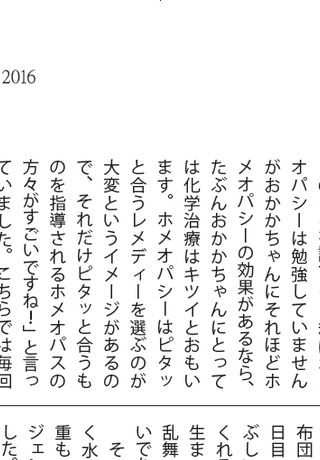 2016
オパシーは勉強していません
がおかかちゃんにそれほどホ
メオパシーの効果があるなら、
たぶんおかかちゃんにとって
は化学治療はキツイとおもい
ます。ホメオパシーはピタッ
と合うレメディーを選ぶのが
大変というイメージがあるの
で、それだけピタッと合うも
のを指導されるホメオパスの
方々がすごいですね！」と言っ
ていました。こちらでは毎回
布団
日目
ぶし
くれ
生ま
乱舞
いで
そ
く水
重も
ジェ
した。